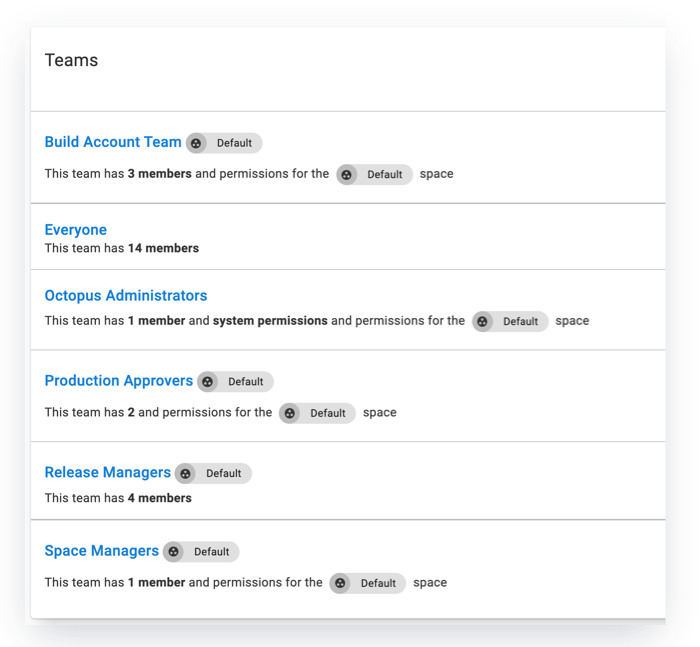 Teams
Build Account Team Default
This team has 3 members and permissions for the Default space
Everyone
This team has 14 members
Octopus Administrators
This team has 1 member and system permissions and permissions for the Default space
Production Approvers Default
This team has 2 and permissions for the Default space
Release Managers Default
This team has 4 members
Space Managers Default
This team has 1 member and permissions for the Default space